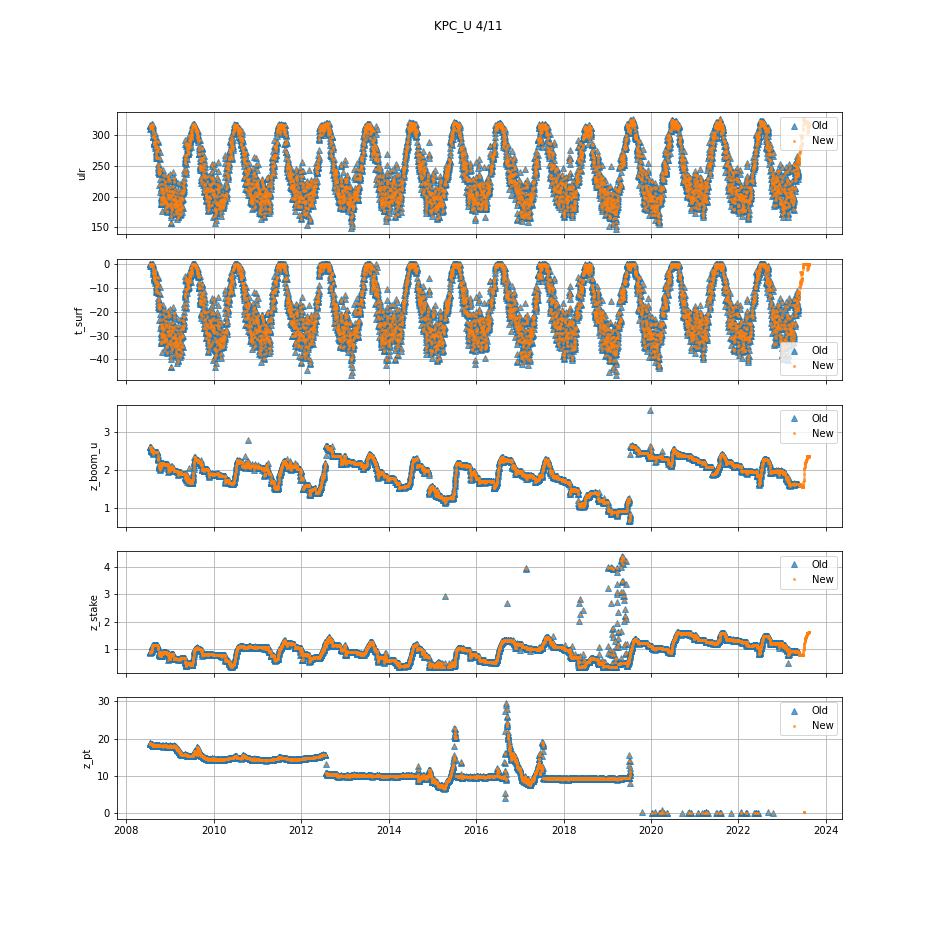 KPC_U 4/11
300
250
200
150
ulr
Old
New
0
−10
−20
−30
−40
t_surf
Old
New
3
2
1
z_boom_u
Old
New
4
3
2
1
z_stake
Old
New
30
20
10
0
z_pt
Old
New
2008 2010 2012 2014 2016 2018 2020 2022 2024